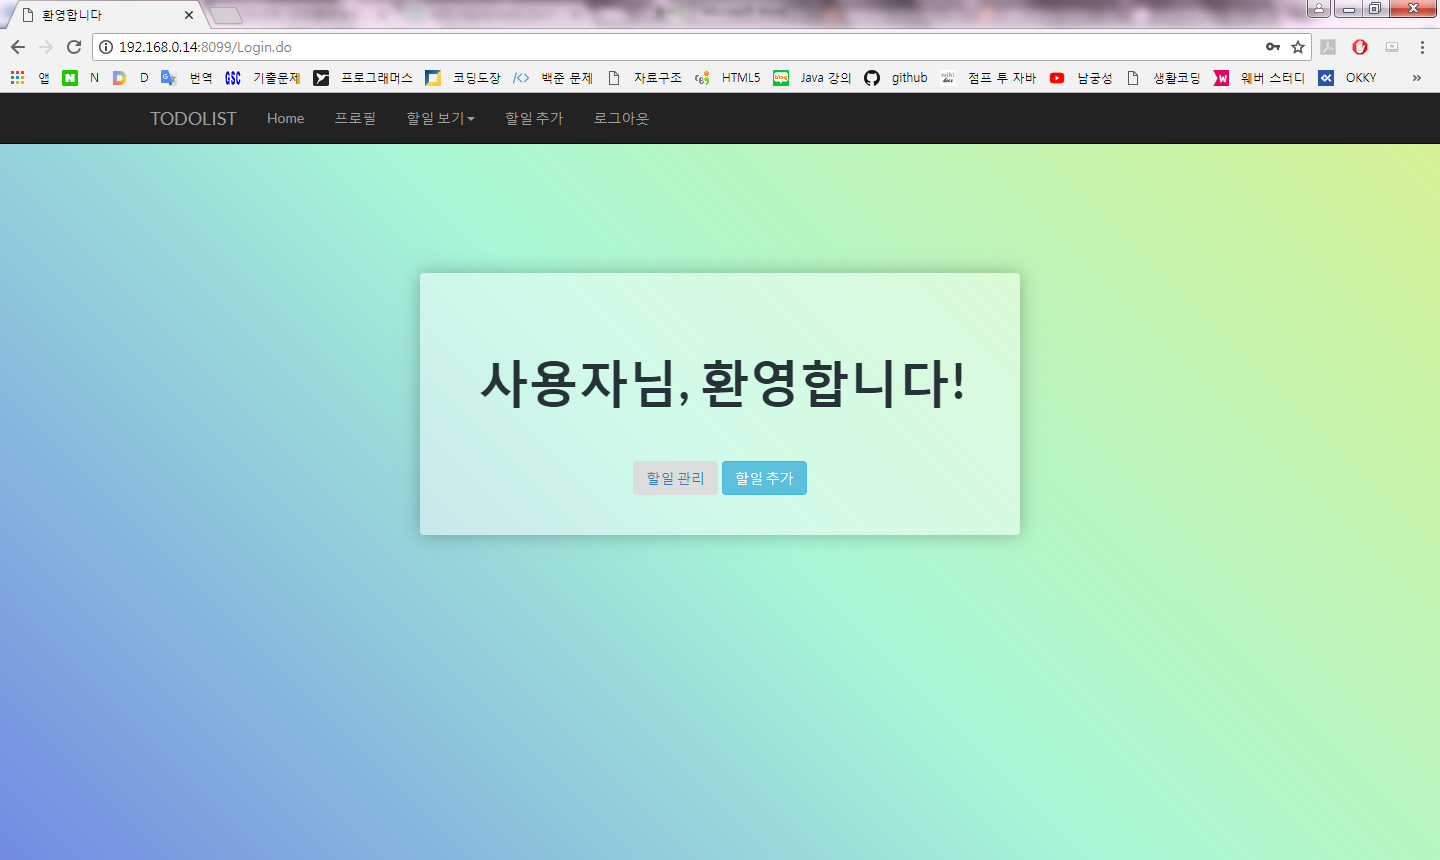 환영합니다
192.168.0.14:8099/Login.do
앱 N D 번역 기출문제 프로그래머스 코딩도장 백준 문제 자료구조 HTML5 Java 강의 github 점프 투 자바 남궁성 생활코딩 웨버 스터디 OKKY »
TODOLIST Home 프로필 할일 보기 할일 추가 로그아웃
사용자님, 환영합니다!
할일 관리 할일 추가